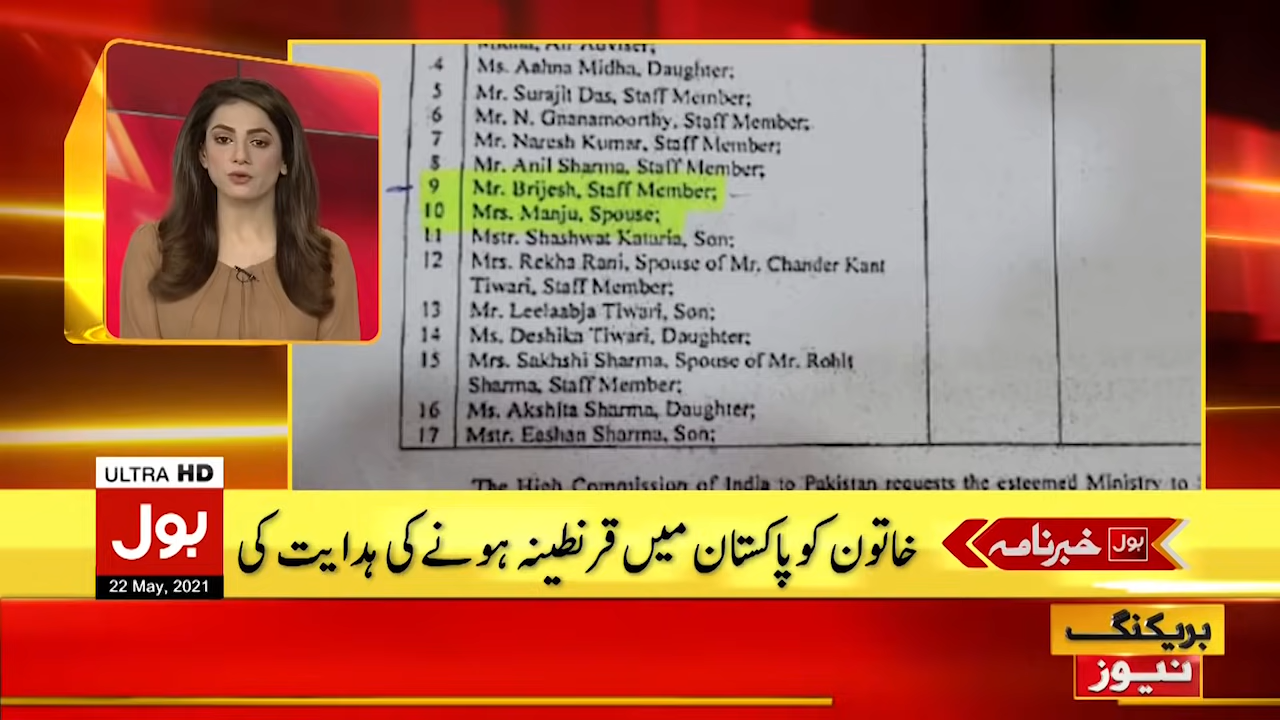 Adviser;
4 Ms. Aahna Midha, Daughter;
5 Mr. Surajit Das, Staff Member;
6 Mr. N. Gnanamoorthy, Staff Member;
7 Mr. Naresh Kumar, Staff Member;
8 Mr. Anil Sharma, Staff Member;
9 Mr. Brijesh, Staff Member;
10 Mrs. Manju, Spouse;
11 Mstr. Shashwat Kataria, Son;
12 Mrs. Rekha Rani, Spouse of Mr. Chander Kant
Tiwari, Staff Member;
13 Mr. Leelaabja Tiwari, Son;
14 Ms. Deshika Tiwari, Daughter;
15 Mrs. Sakhshi Sharma, Spouse of Mr. Rohit
Sharma, Staff Member;
16 Ms. Akshita Sharma, Daughter;
17 Mstr. Eeshan Sharma, Son;
The High Commission of India to Pakistan requests the esteemed Ministry to
ULTRA HD
بول
22 May, 2021
بول خبرنامہ
خاتون کو پاکستان میں قرنطینہ ہونے کی ہدایت کی
بریکنگ
نیوز